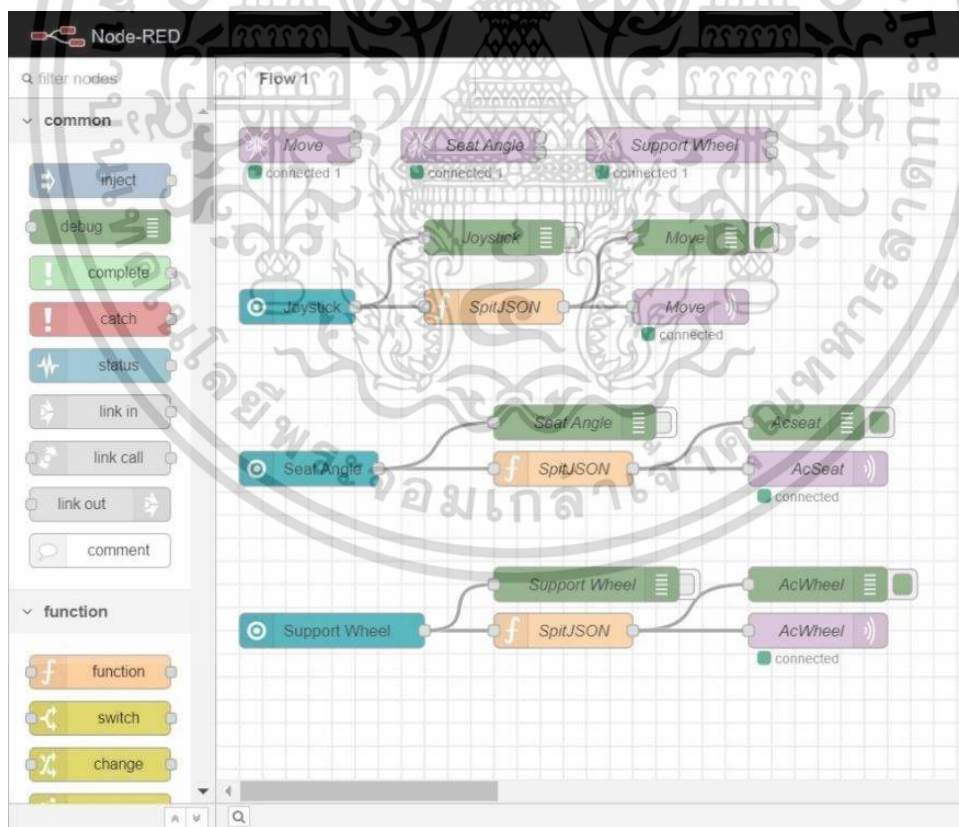 Node-RED
filter nodes
Flow 1
common
inject
debug
complete
catch
status
link in
link call
link out
comment
function
function
switch
change
Move
connected 1
Seat Angle
connected 1
Support Wheel
connected 1
Joystick
Move
Joystick
SpitJSON
Move
connected
Seat Angle
Acseat
Seat Angle
SpitJSON
AcSeat
connected
Support Wheel
AcWheel
Support Wheel
SpitJSON
AcWheel
connected